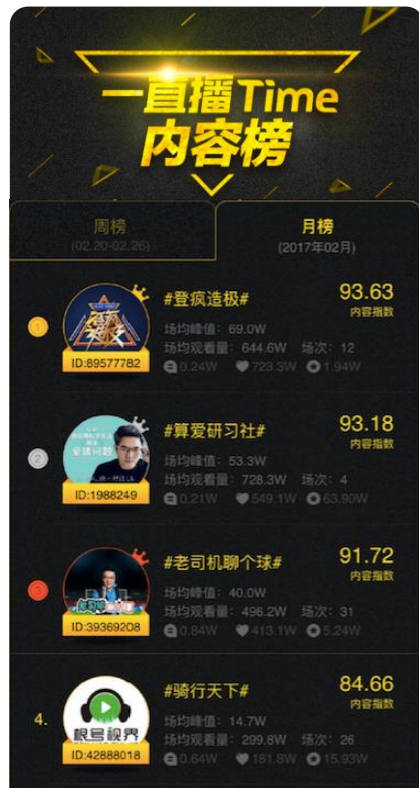 一直播Time
内容榜
周榜
(02.20-02.26)
月榜
(2017年02月)
1
ID:89577782
#登疯造极#
93.63
内容指数
场均峰值：69.0W
场均观看量：644.6W 场次：12
0.24W 723.3W 1.94W
2
爱情问题
ID:1988249
#算爱研习社#
93.18
内容指数
场均峰值：53.3W
场均观看量：728.3W 场次：4
0.21W 549.1W 63.90W
3
ID:39369208
#老司机聊个球#
91.72
内容指数
场均峰值：40.0W
场均观看量：496.2W 场次：31
0.84W 413.1W 5.24W
4.
根号视界
ID:42888018
#骑行天下#
84.66
内容指数
场均峰值：14.7W
场均观看量：299.8W 场次：26
0.64W 181.8W 15.93W